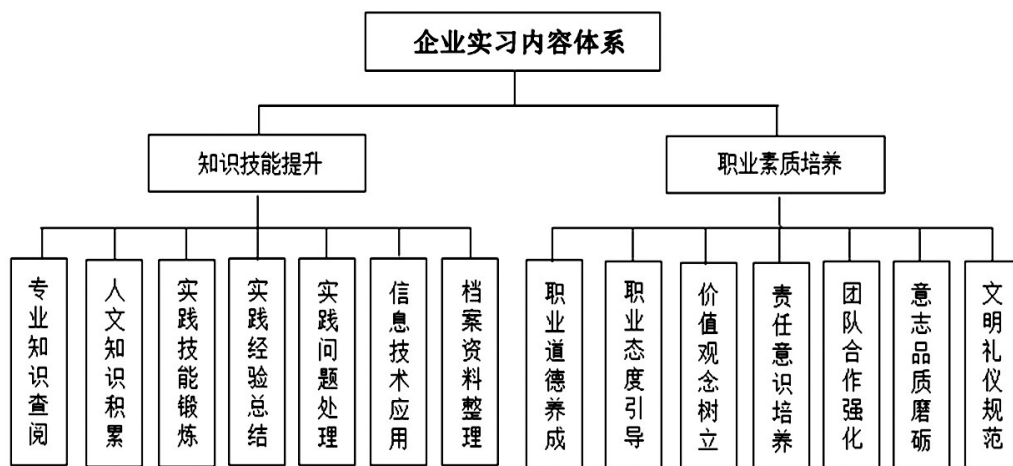 企业实习内容体系
知识技能提升
职业素质培养
专业知识查阅
人文知识积累
实践技能锻炼
实践经验总结
实践问题处理
信息技术应用
档案资料整理
职业道德养成
职业态度引导
价值观念树立
责任意识培养
团队合作强化
意志品质磨砺
文明礼仪规范